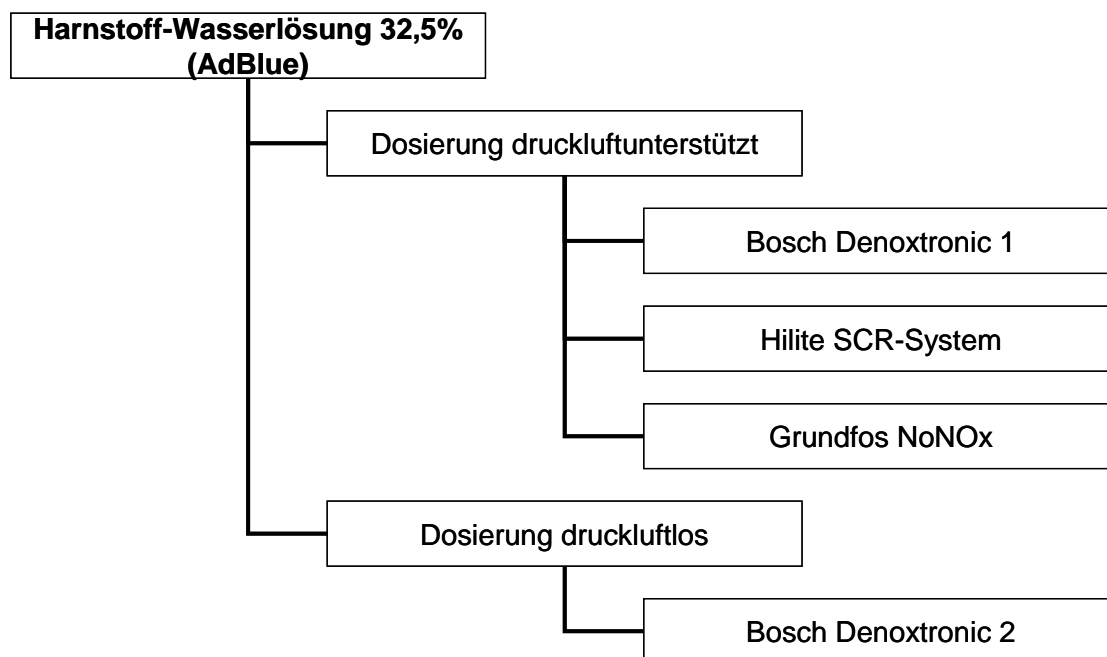 Harnstoff-Wasserlösung 32,5%
(AdBlue)
Dosierung druckluftunterstützt
Bosch Denoxtronic 1
Hilite SCR-System
Grundfos NoNOx
Dosierung druckluftlos
Bosch Denoxtronic 2